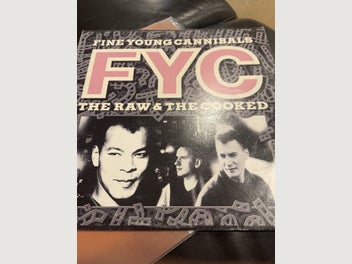 FINE YOUNG CANNIBALS
FYC
THE RAW & THE COOKED